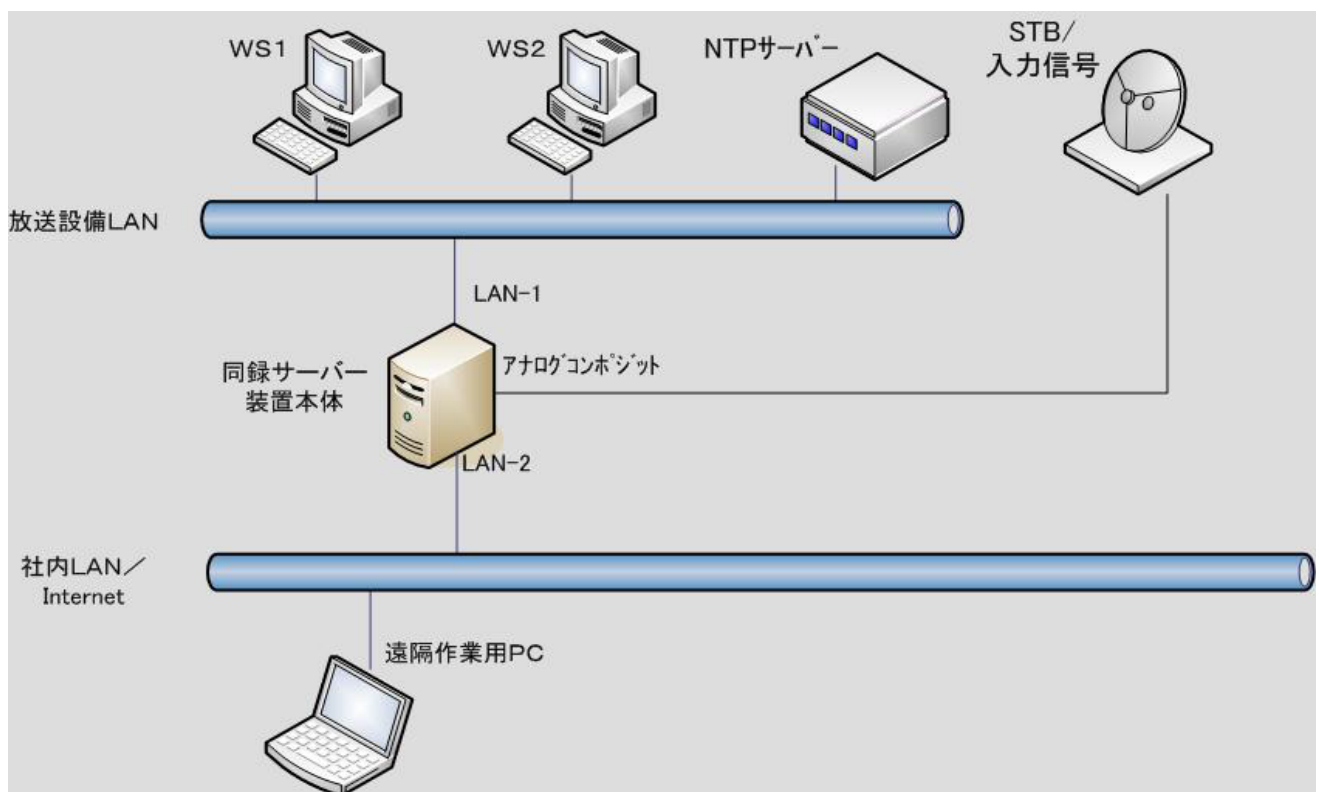 WS1
WS2
NTPサーバー
STB/
入力信号
放送設備LAN
LAN-1
同録サーバー
装置本体
アナログコンポジット
LAN-2
社内LAN/
Internet
遠隔作業用PC